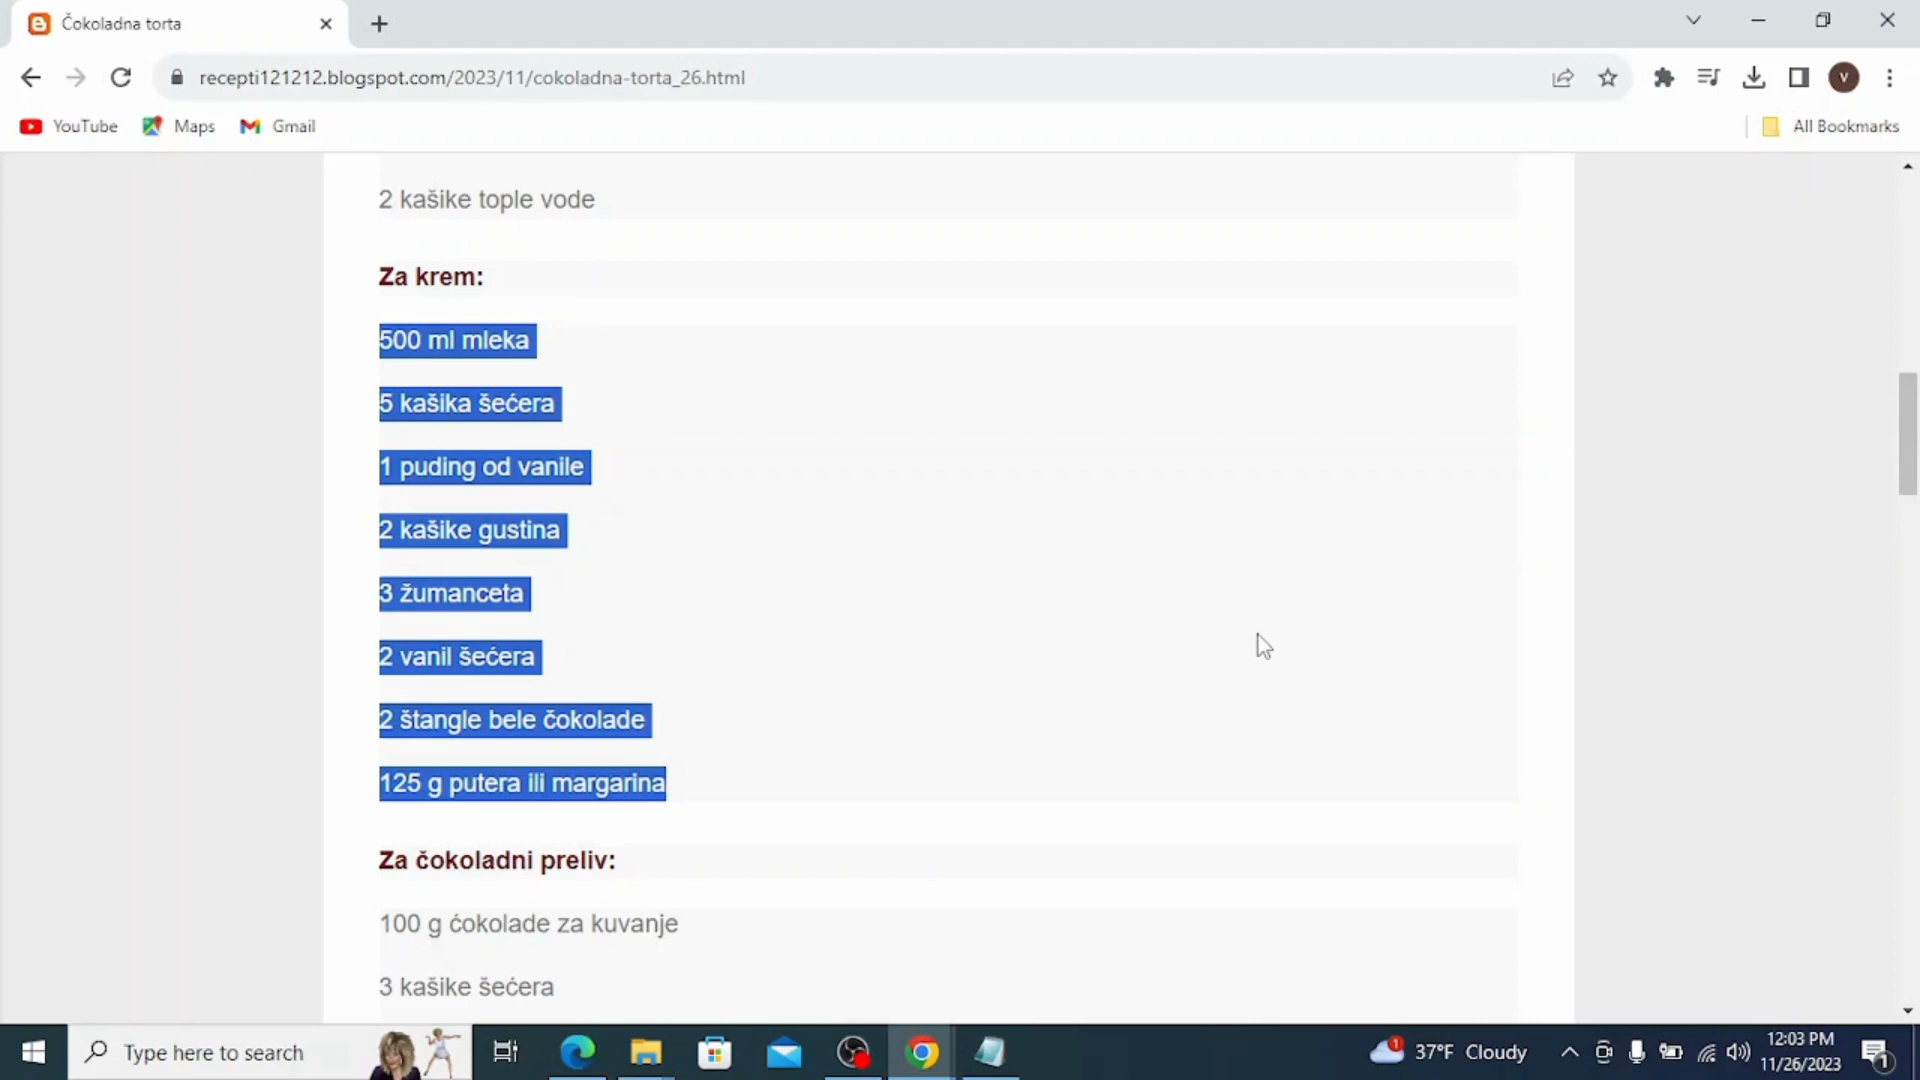 Čokoladna torta
recepti121212.blogspot.com/2023/11/cokoladna-torta_26.html
V
YouTube
Maps
Gmail
All Bookmarks
2 kašike tople vode
Za krem:
500 ml mleka
5 kašika šećera
1 puding od vanile
2 kašike gustina
3 žumanceta
2 vanil šećera
2 štangle bele čokolade
125 g putera ili margarina
Za čokoladni preliv:
100 g ćokolade za kuvanje
3 kašike šećera
Type here to search
1
37°F Cloudy
12:03 PM
11/26/2023
1